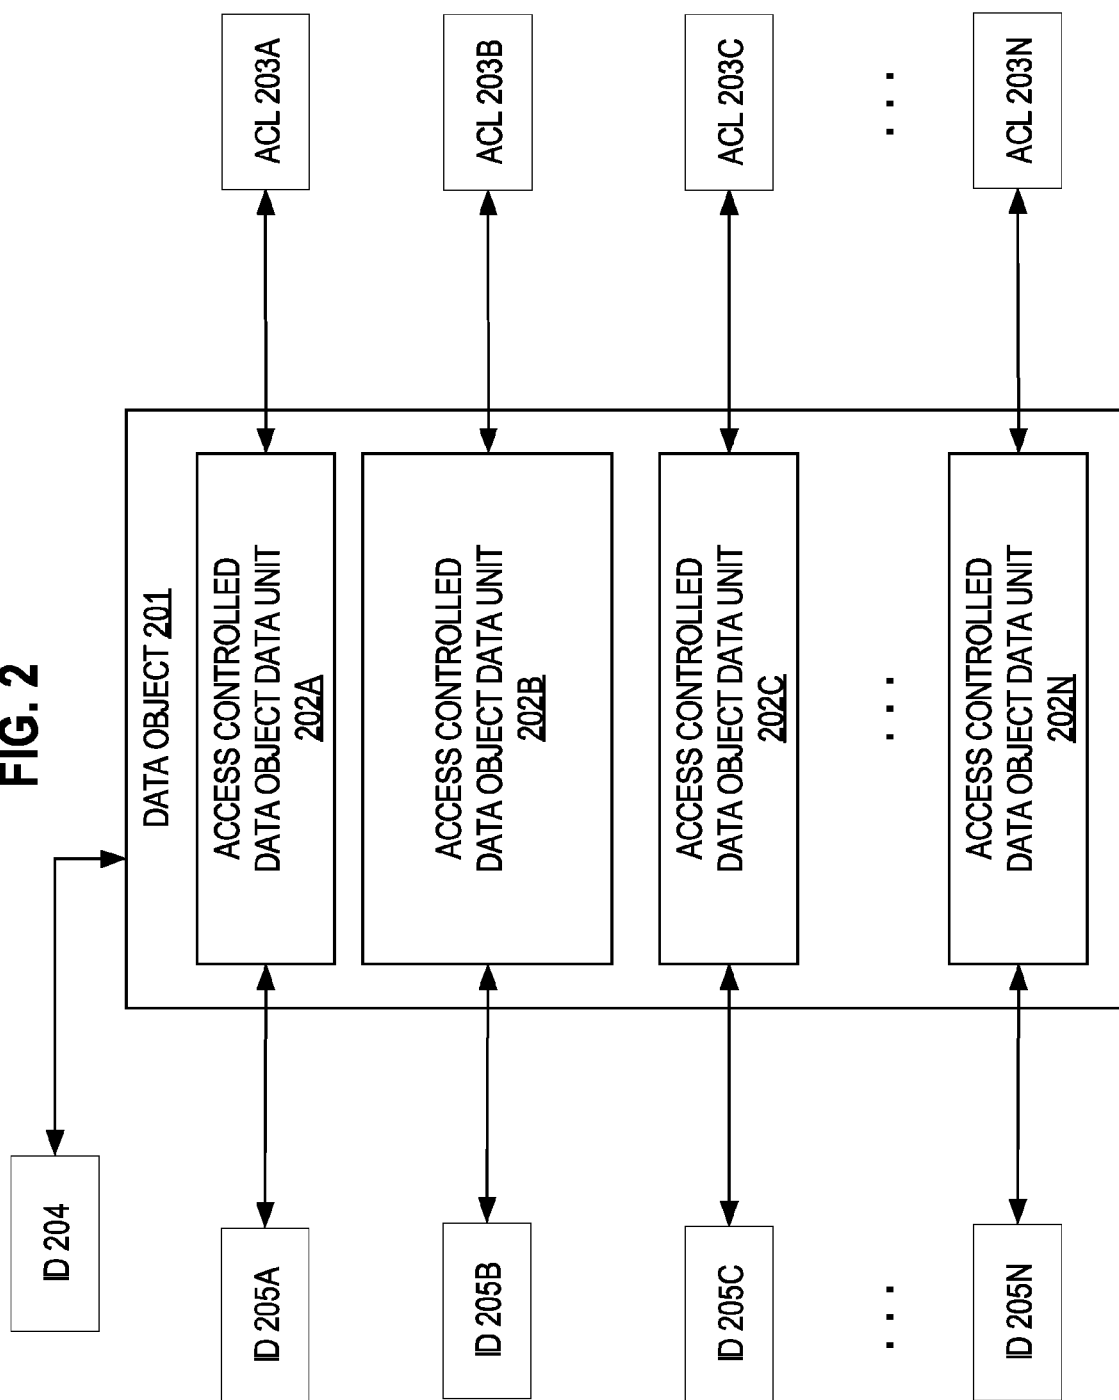 FIG. 2
ID 204
DATA OBJECT 201
ID 205A
ACCESS CONTROLLED
DATA OBJECT DATA UNIT
202A
ACL 203A
ID 205B
ACCESS CONTROLLED
DATA OBJECT DATA UNIT
202B
ACL 203B
ID 205C
ACCESS CONTROLLED
DATA OBJECT DATA UNIT
202C
ACL 203C
. . .
. . .
. . .
ID 205N
ACCESS CONTROLLED
DATA OBJECT DATA UNIT
202N
ACL 203N